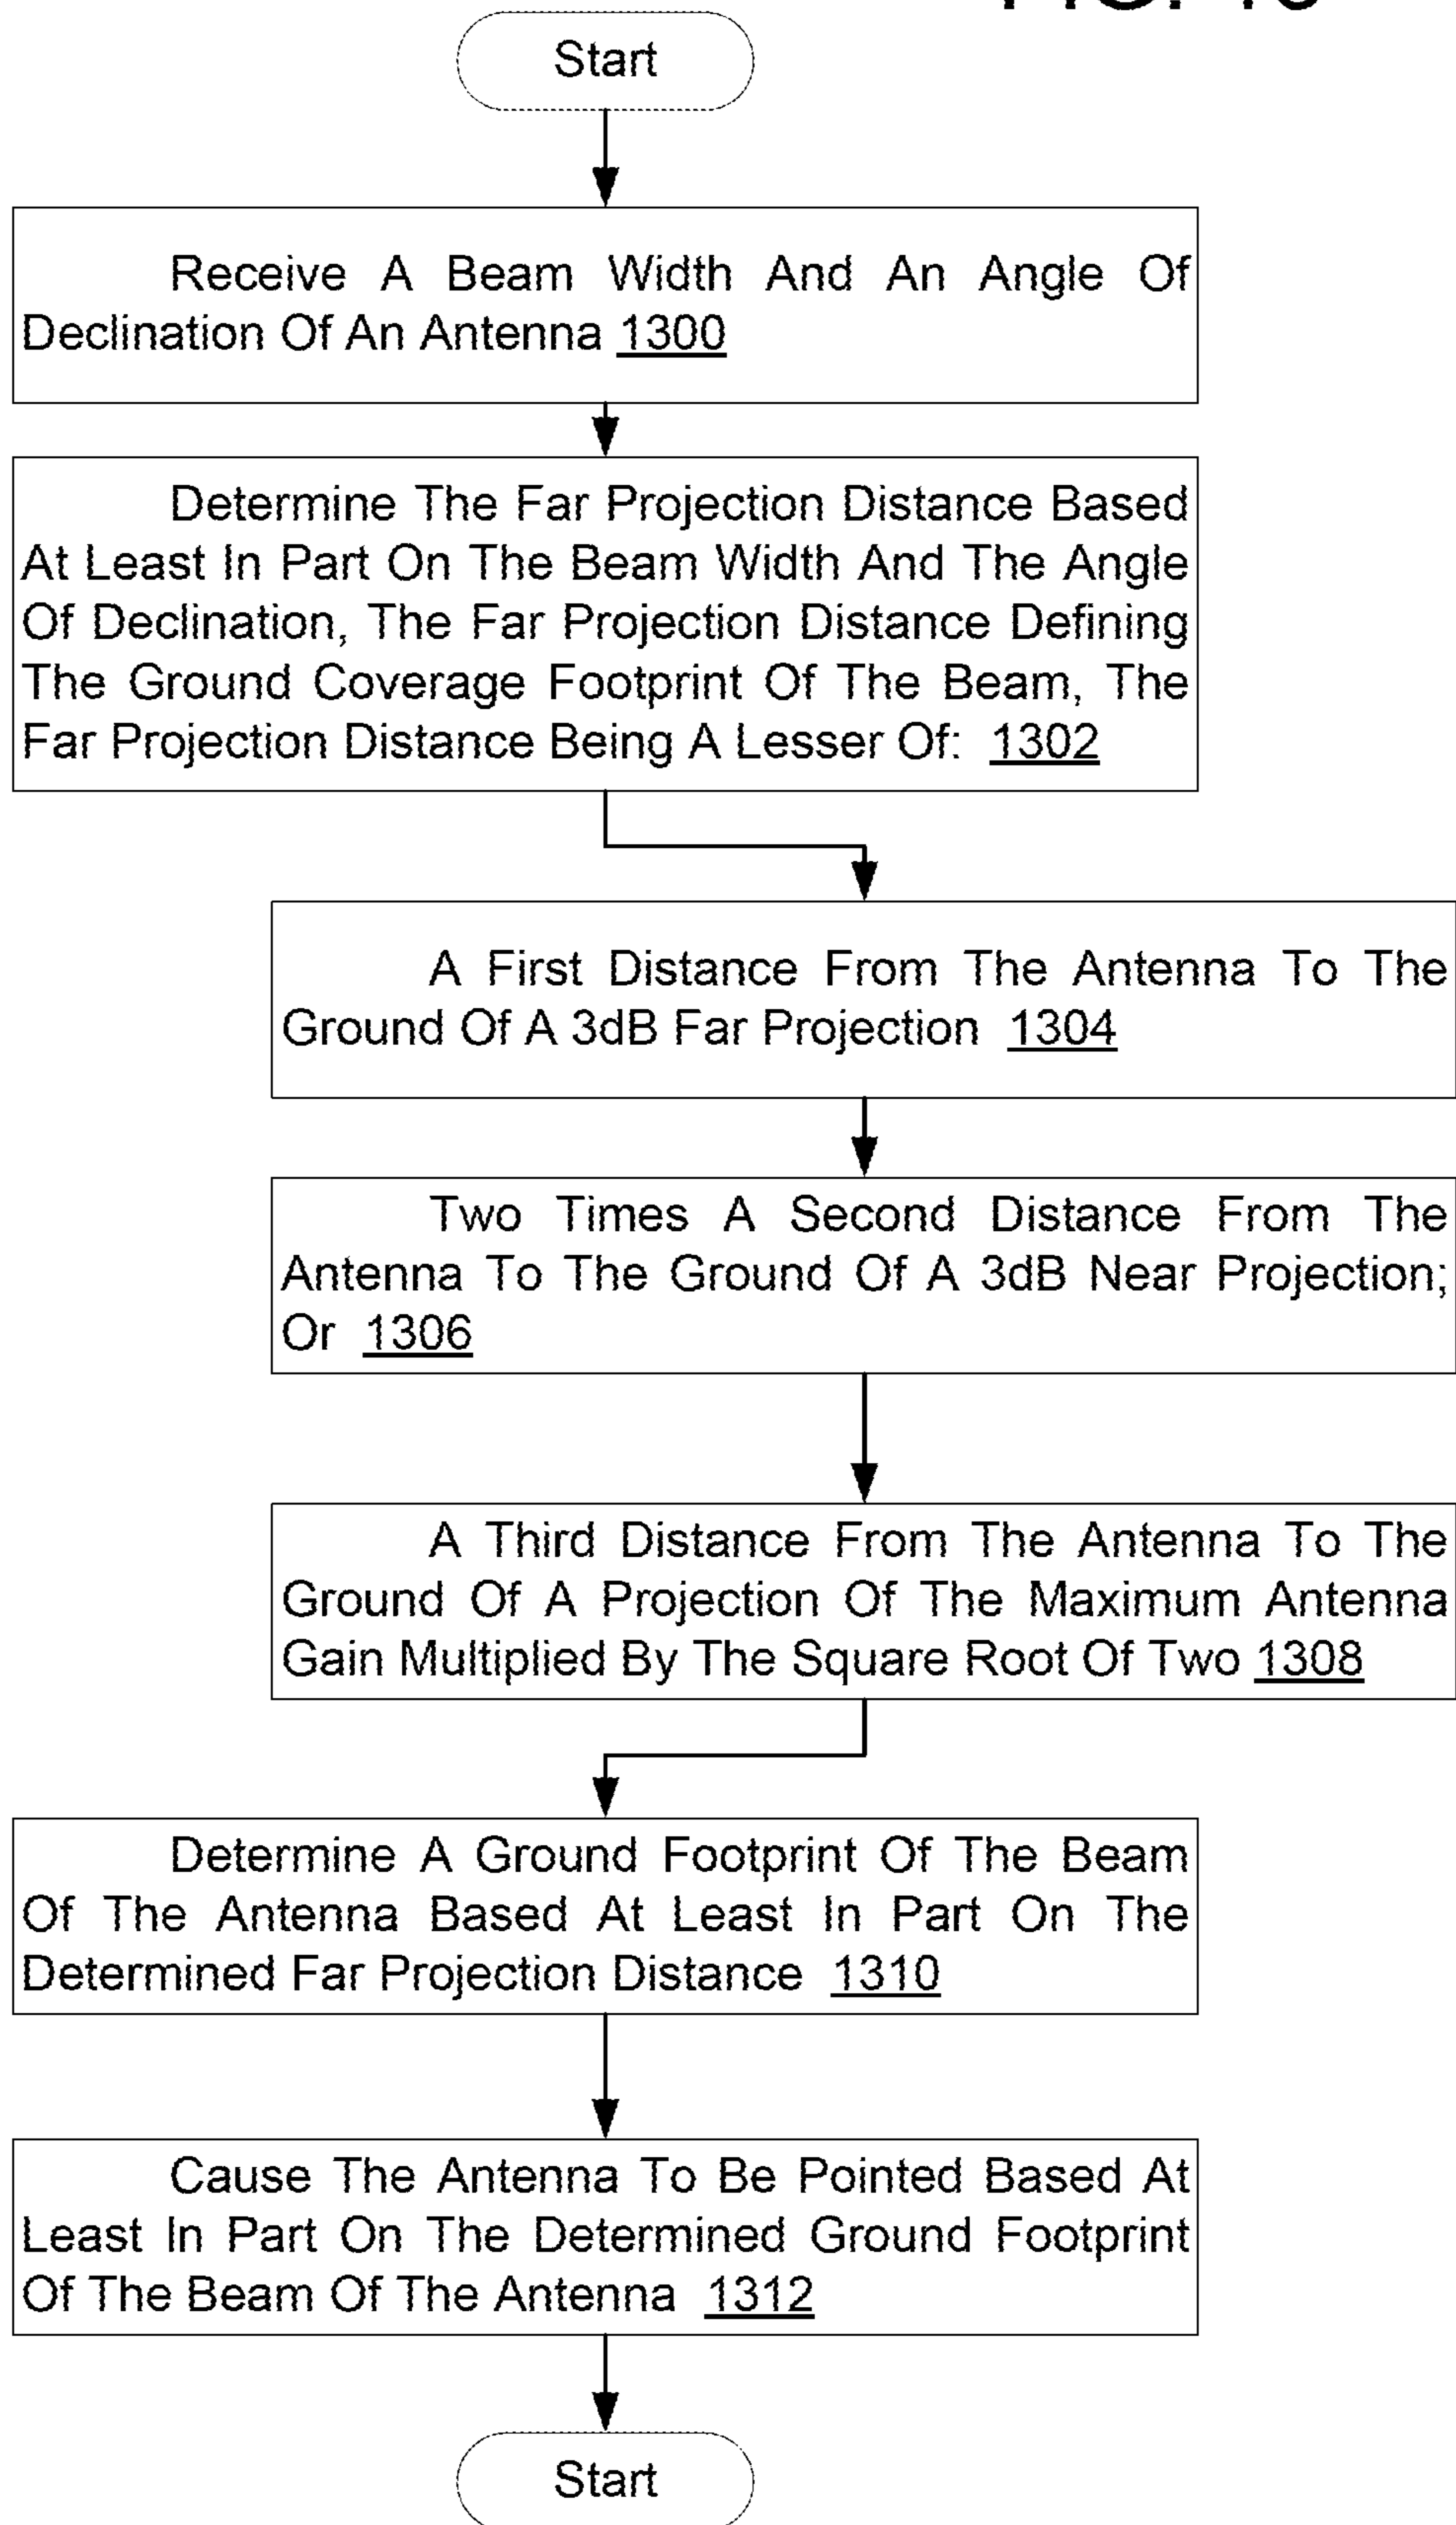 Start
Receive A Beam Width And An Angle Of
Declination Of An Antenna 1300
Determine The Far Projection Distance Based
At Least In Part On The Beam Width And The Angle
Of Declination, The Far Projection Distance Defining
The Ground Coverage Footprint Of The Beam, The
Far Projection Distance Being A Lesser Of: 1302
A First Distance From The Antenna To The
Ground Of A 3dB Far Projection 1304
Two Times A Second Distance From The
Antenna To The Ground Of A 3dB Near Projection;
Or 1306
A Third Distance From The Antenna To The
Ground Of A Projection Of The Maximum Antenna
Gain Multiplied By The Square Root Of Two 1308
Determine A Ground Footprint Of The Beam
Of The Antenna Based At Least In Part On The
Determined Far Projection Distance 1310
Cause The Antenna To Be Pointed Based At
Least In Part On The Determined Ground Footprint
Of The Beam Of The Antenna 1312
Start